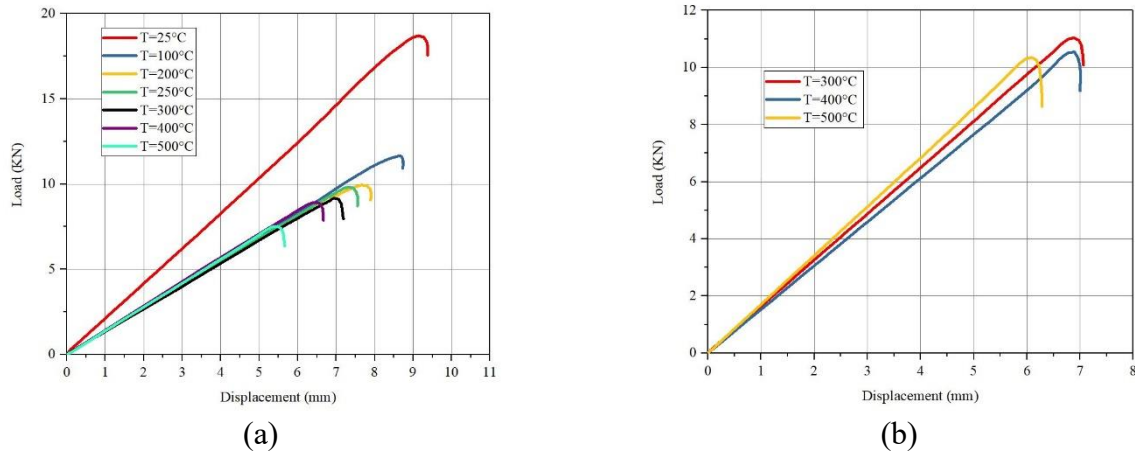 20
15
10
5
0
Load (KN)
T=25°C
T=100°C
T=200°C
T=250°C
T=300°C
T=400°C
T=500°C
0 1 2 3 4 5 6 7 8 9 10 11
Displacement (mm)
(a)
12
10
8
6
4
2
0
Load (KN)
T=300°C
T=400°C
T=500°C
0 1 2 3 4 5 6 7 8
Displacement (mm)
(b)